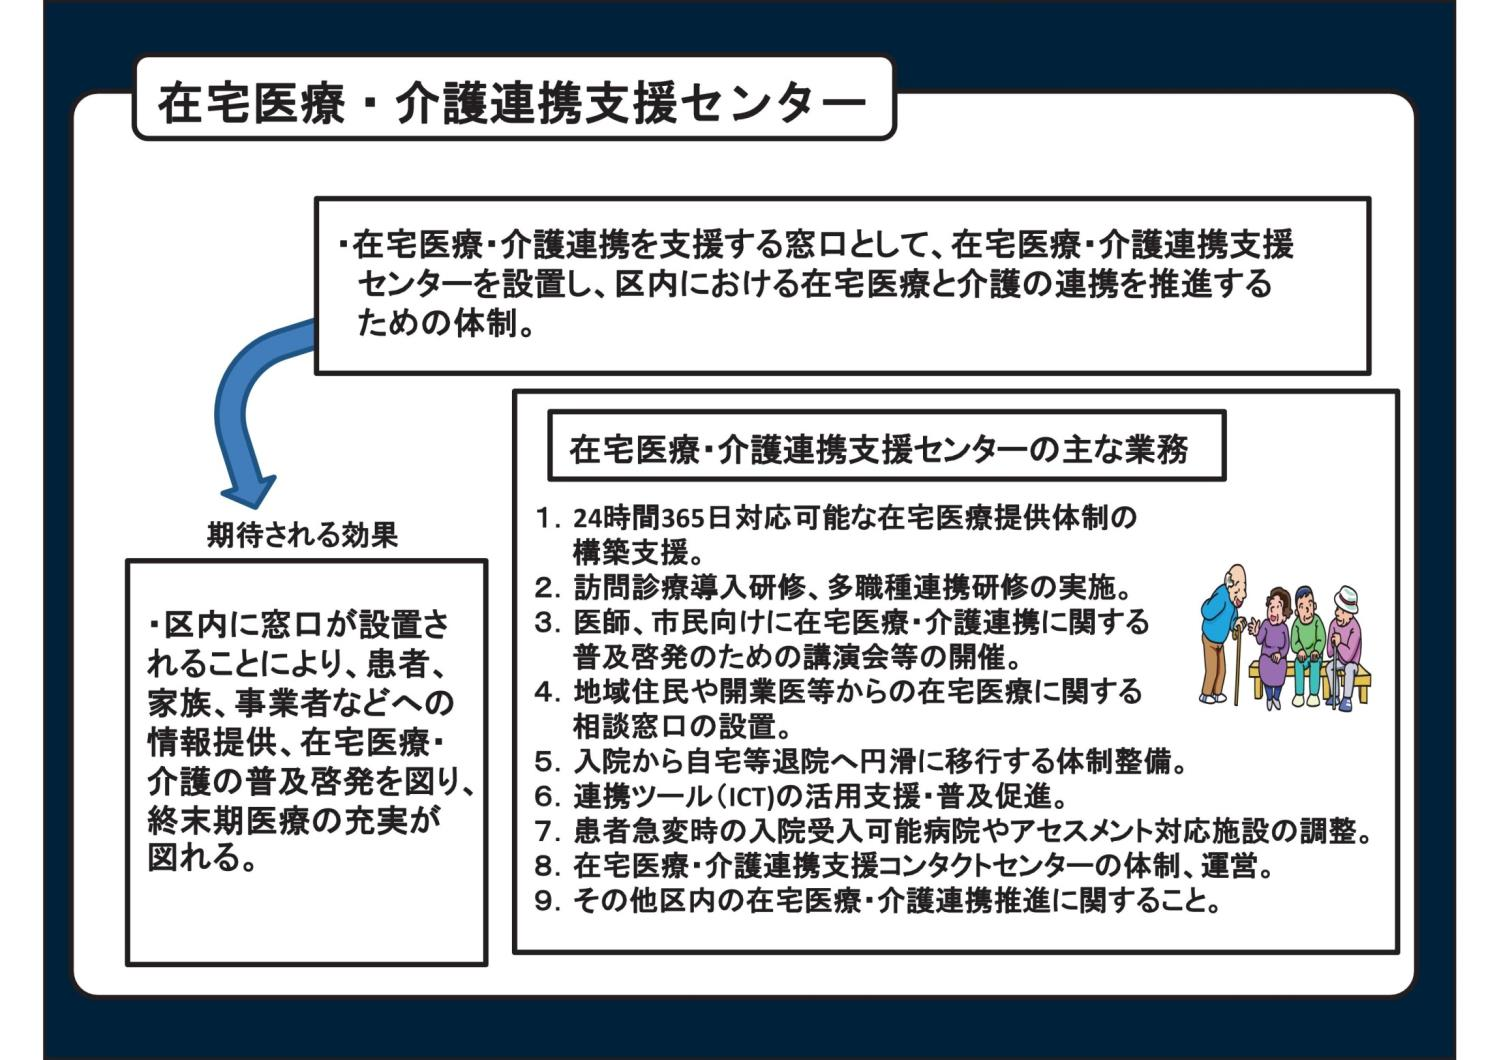 在宅医療・介護連携支援センター
・在宅医療・介護連携を支援する窓口として、在宅医療・介護連携支援
センターを設置し、区内における在宅医療と介護の連携を推進する
ための体制。
期待される効果
・区内に窓口が設置さ
れることにより、患者、
家族、事業者などへの
情報提供、在宅医療・
介護の普及啓発を図り、
終末期医療の充実が
図れる。
在宅医療・介護連携支援センターの主な業務
1. 24時間365日対応可能な在宅医療提供体制の
構築支援。
2. 訪問診療導入研修、多職種連携研修の実施。
3. 医師、市民向けに在宅医療・介護連携に関する
普及啓発のための講演会等の開催。
4. 地域住民や開業医等からの在宅医療に関する
相談窓口の設置。
5. 入院から自宅等退院へ円滑に移行する体制整備。
6. 連携ツール（ICT)の活用支援・普及促進。
7. 患者急変時の入院受入可能病院やアセスメント対応施設の調整。
8. 在宅医療・介護連携支援コンタクトセンターの体制、運営。
9. その他区内の在宅医療・介護連携推進に関すること。